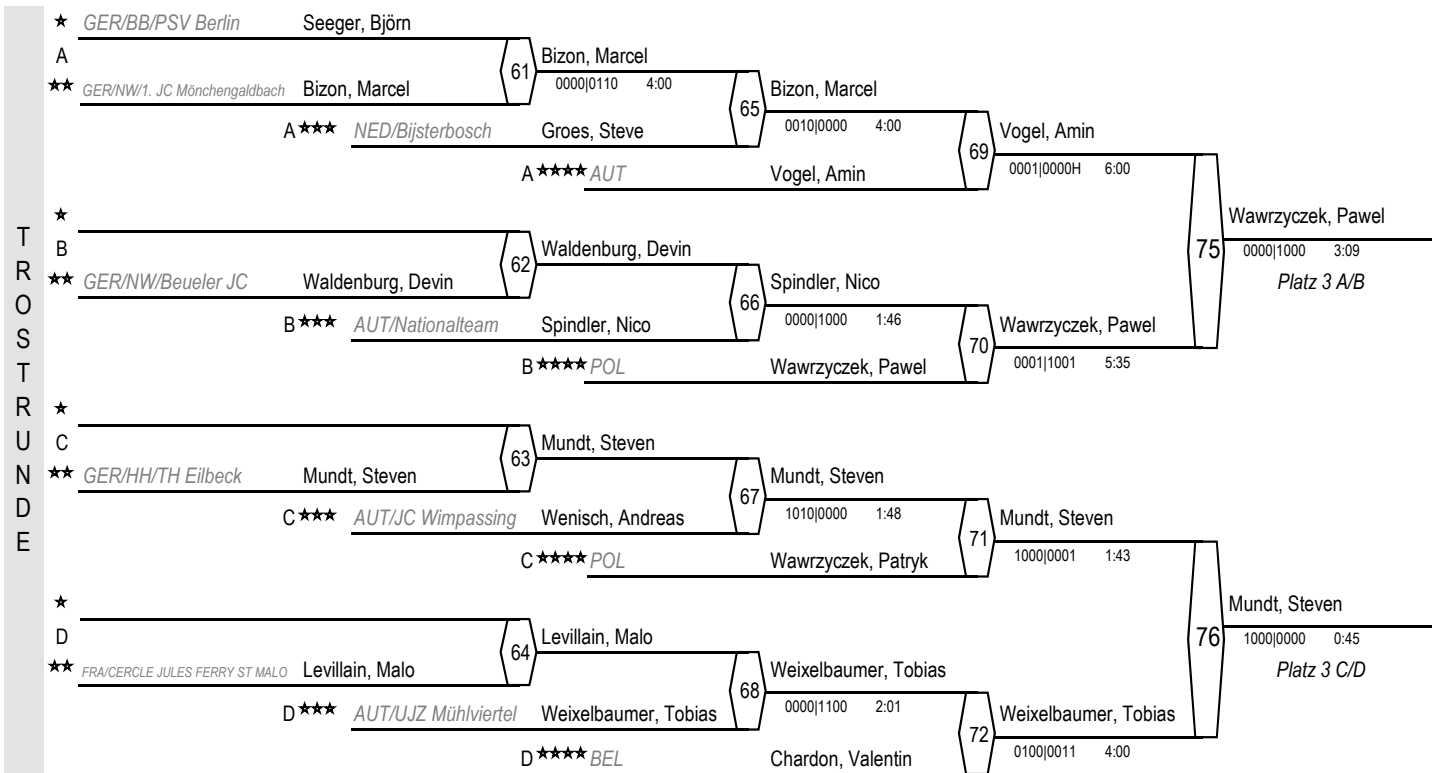 TROSTRUNDE
★ GER/BB/PSV Berlin Seeger, Björn
A
★★ GER/NW/1. JC Mönchengaldbach Bizon, Marcel
61
Bizon, Marcel
0000|0110 4:00
A★★★ NED/Bijsterbosch Groes, Steve
65
Bizon, Marcel
0010|0000 4:00
A★★★★ AUT Vogel, Amin
69
Vogel, Amin
0001|0000H 6:00
★
B
★★ GER/NW/Beueler JC Waldenburg, Devin
62
Waldenburg, Devin
B★★★ AUT/Nationalteam Spindler, Nico
66
Spindler, Nico
0000|1000 1:46
B★★★★ POL Wawrzyczek, Pawel
70
Wawrzyczek, Pawel
0001|1001 5:35
75
Wawrzyczek, Pawel
0000|1000 3:09
Platz 3 A/B
★
C
★★ GER/HH/TH Eilbeck Mundt, Steven
63
Mundt, Steven
C★★★ AUT/JC Wimpassing Wenisch, Andreas
67
Mundt, Steven
1010|0000 1:48
C★★★★ POL Wawrzyczek, Patryk
71
Mundt, Steven
1000|0001 1:43
★
D
★★ FRA/CERCLE JULES FERRY ST MALO Levillain, Malo
64
Levillain, Malo
D★★★ AUT/UJZ Mühlviertel Weixelbaumer, Tobias
68
Weixelbaumer, Tobias
0000|1100 2:01
D★★★★ BEL Chardon, Valentin
72
Weixelbaumer, Tobias
0100|0011 4:00
76
Mundt, Steven
1000|0000 0:45
Platz 3 C/D